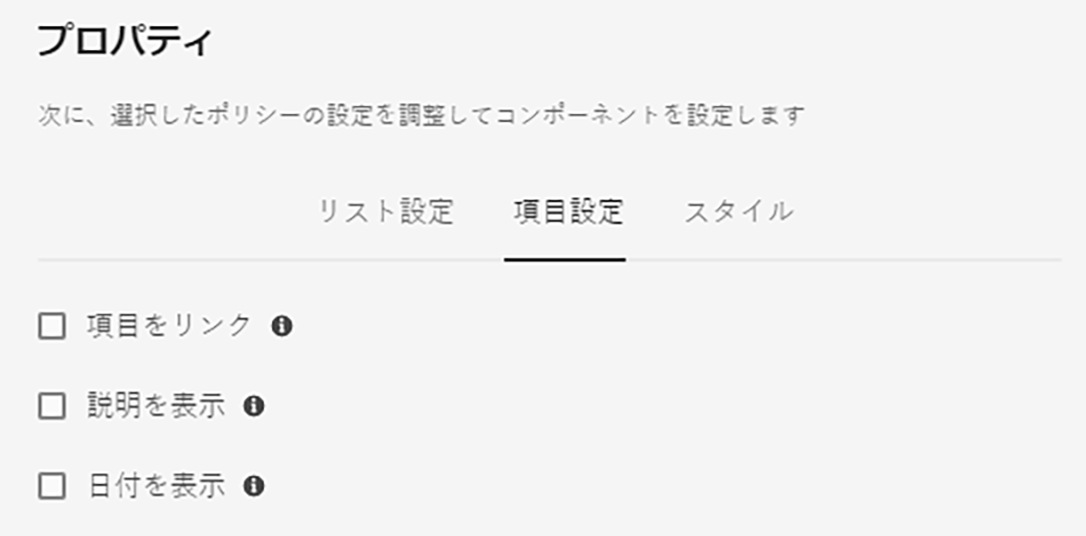 プロパティ
次に、選択したポリシーの設定を調整してコンポーネントを設定します
リスト設定 項目設定 スタイル
項目をリンク
説明を表示
日付を表示